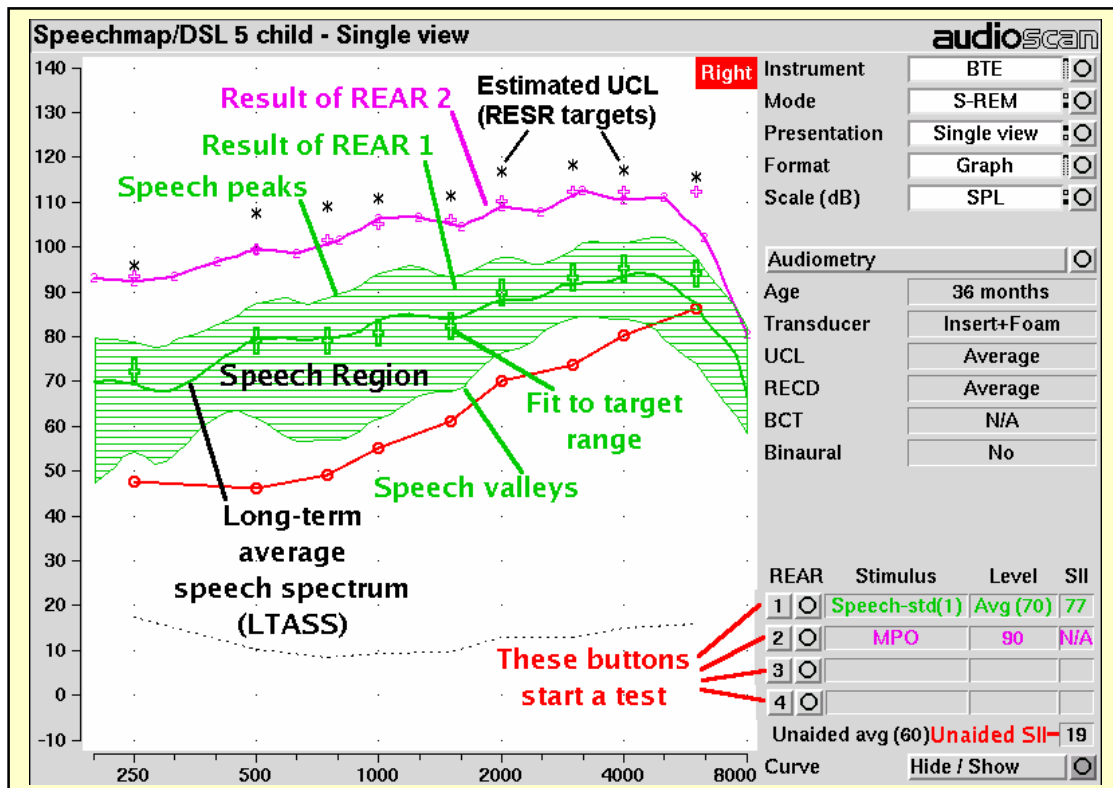 Speechmap/DSL 5 child - Single view
audioscan
140
130
120
110
100
90
80
70
60
50
40
30
20
10
0
-10
250
500
1000
2000
4000
8000
Right
Result of REAR 2
Estimated UCL
(RESR targets)
Result of REAR 1
Speech peaks
Speech Region
Fit to target
range
Speech valleys
Long-term
average
speech spectrum
(LTASS)
These buttons
start a test
Instrument BTE
Mode S-REM
Presentation Single view
Format Graph
Scale (dB) SPL
Audiometry
Age 36 months
Transducer Insert+Foam
UCL Average
RECD Average
BCT N/A
Binaural No
REAR Stimulus Level SII
1 Speech-std(1) Avg (70) 77
2 MPO 90 N/A
3
4
Unaided avg (60) Unaided SII 19
Curve Hide / Show